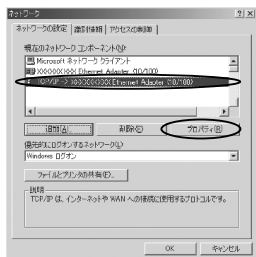 ネットワーク
ネットワークの設定 識別情報 アクセスの制御
現在のネットワーク コンポーネント(N):
Microsoft ネットワーク クライアント
XXXXXXXXX Ethernet Adapter (10/100)
TCP/IP -> XXXXXXXXX Ethernet Adapter (10/100)
追加(A)... 削除(E) プロパティ(R)
優先的にログオンするネットワーク(L):
Windows ログオン
ファイルとプリンタの共有(F)...
説明
TCP/IP は、インターネットや WAN への接続に使用するプロトコルです。
OK キャンセル